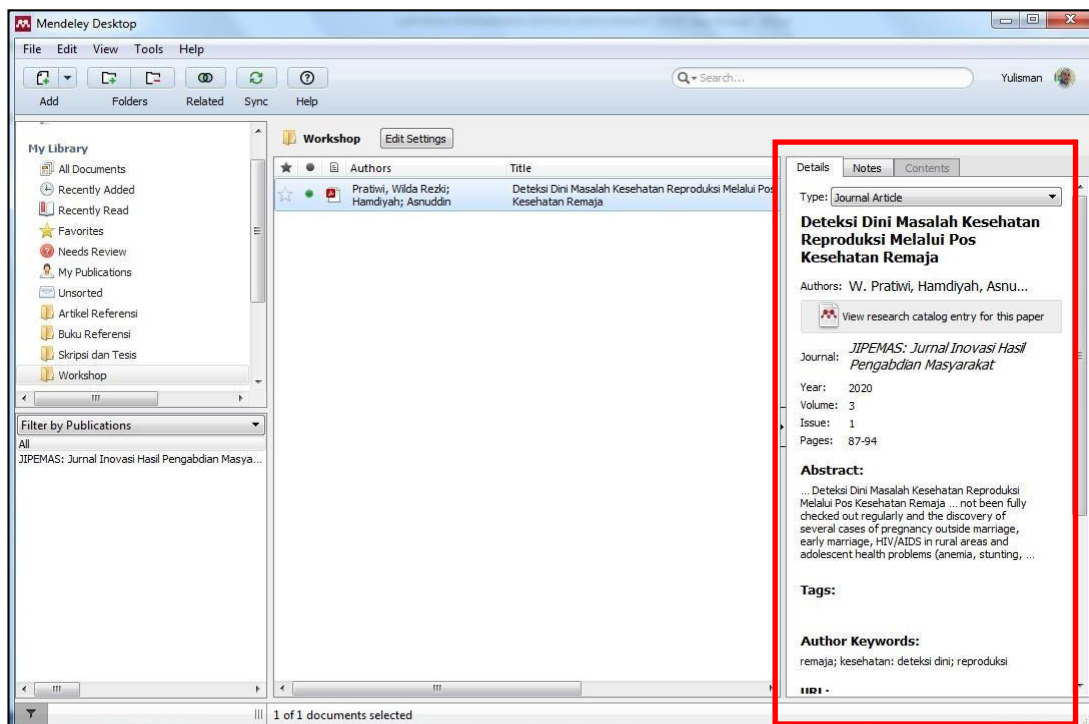 Mendeley Desktop
File Edit View Tools Help
Search...
Yulisman
Add Folders Related Sync Help
My Library
All Documents
Recently Added
Recently Read
Favorites
Needs Review
My Publications
Unsorted
Artikel Referensi
Buku Referensi
Skripsi dan Tesis
Workshop
Filter by Publications
All
JIPEMAS: Jurnal Inovasi Hasil Pengabdian Masya...
Workshop Edit Settings
Authors Title
Pratiwi, Wilda Rezki; Deteksi Dini Masalah Kesehatan Reproduksi Melalui Pos
Hamdiyah; Asnuddin Kesehatan Remaja
Details Notes Contents
Type: Journal Article
Deteksi Dini Masalah Kesehatan
Reproduksi Melalui Pos
Kesehatan Remaja
Authors: W. Pratiwi, Hamdiyah, Asnu...
View research catalog entry for this paper
Journal: JIPEMAS: Jurnal Inovasi Hasil
Pengabdian Masyarakat
Year: 2020
Volume: 3
Issue: 1
Pages: 87-94
Abstract:
... Deteksi Dini Masalah Kesehatan Reproduksi
Melalui Pos Kesehatan Remaja ... not been fully
checked out regularly and the discovery of
several cases of pregnancy outside marriage,
early marriage, HIV/AIDS in rural areas and
adolescent health problems (anemia, stunting, ...
Tags:
Author Keywords:
remaja; kesehatan: deteksi dini; reproduksi
URL:
1 of 1 documents selected